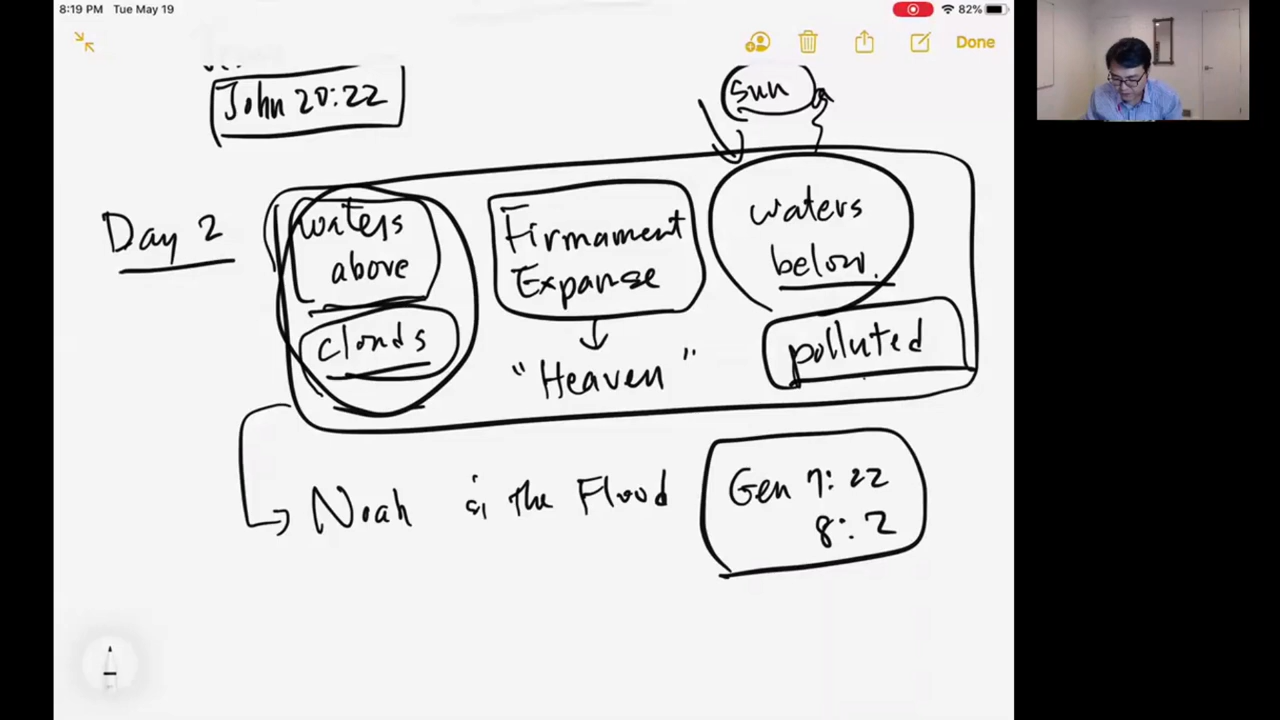 8:19 PM Tue May 19
82%
Done
John 20:22
sun
Day 2
waters
above
clouds
Firmament
Expanse
"Heaven"
waters
below.
polluted
Noah & the Flood
Gen 7:22
8:2